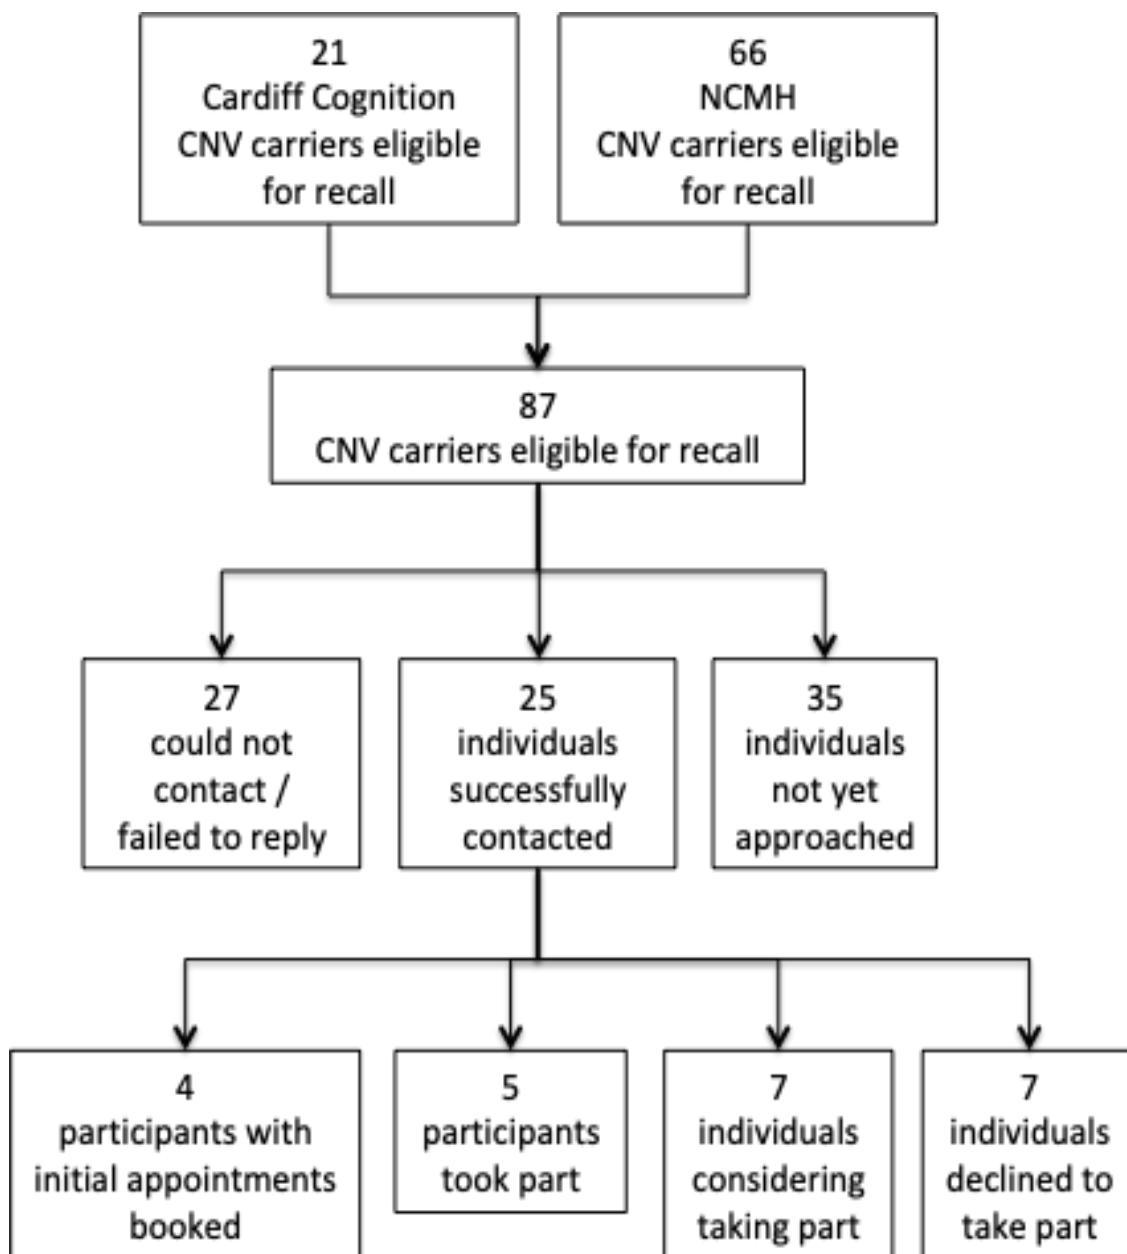 21
Cardiff Cognition
CNV carriers eligible
for recall
66
NCMH
CNV carriers eligible
for recall
87
CNV carriers eligible for recall
27
could not
contact /
failed to reply
25
individuals
successfully
contacted
35
individuals
not yet
approached
4
participants with
initial appointments
booked
5
participants
took part
7
individuals
considering
taking part
7
individuals
declined to
take part